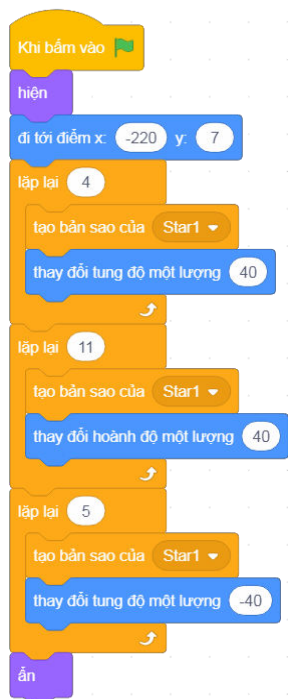 Khi bấm vào
hiện
đi tới điểm x: -220 y: 7
lặp lại 4
tạo bản sao của Star1
thay đổi tung độ một lượng 40
lặp lại 11
tạo bản sao của Star1
thay đổi hoành độ một lượng 40
lặp lại 5
tạo bản sao của Star1
thay đổi tung độ một lượng -40
ẩn